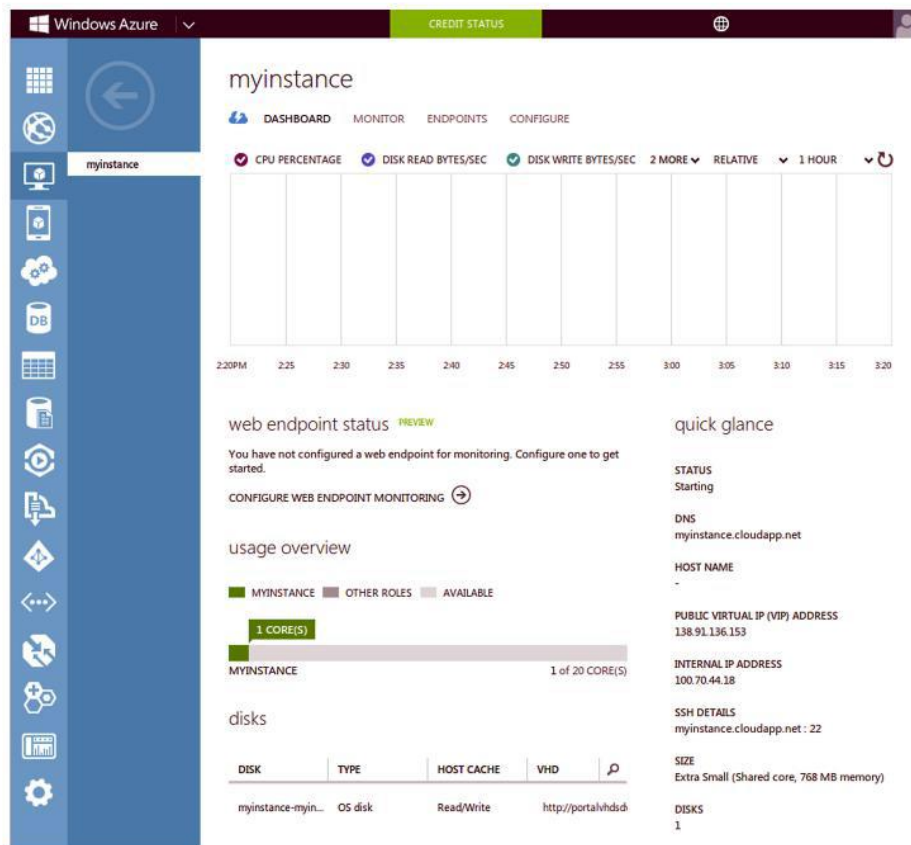 Windows Azure
CREDIT STATUS
myinstance
myinstance
DASHBOARD MONITOR ENDPOINTS CONFIGURE
CPU PERCENTAGE DISK READ BYTES/SEC DISK WRITE BYTES/SEC 2 MORE RELATIVE 1 HOUR
DB
2:20PM 2:25 2:30 2:35 2:40 2:45 2:50 2:55 3:00 3:05 3:10 3:15 3:20
web endpoint status PREVIEW
You have not configured a web endpoint for monitoring. Configure one to get
started.
CONFIGURE WEB ENDPOINT MONITORING
usage overview
MYINSTANCE OTHER ROLES AVAILABLE
1 CORE(S)
MYINSTANCE 1 of 20 CORE(S)
disks
DISK TYPE HOST CACHE VHD
myinstance-myin... OS disk Read/Write http://portalvhdsd
quick glance
STATUS
Starting
DNS
myinstance.cloudapp.net
HOST NAME
-
PUBLIC VIRTUAL IP (VIP) ADDRESS
138.91.136.153
INTERNAL IP ADDRESS
100.70.44.18
SSH DETAILS
myinstance.cloudapp.net : 22
SIZE
Extra Small (Shared core, 768 MB memory)
DISKS
1